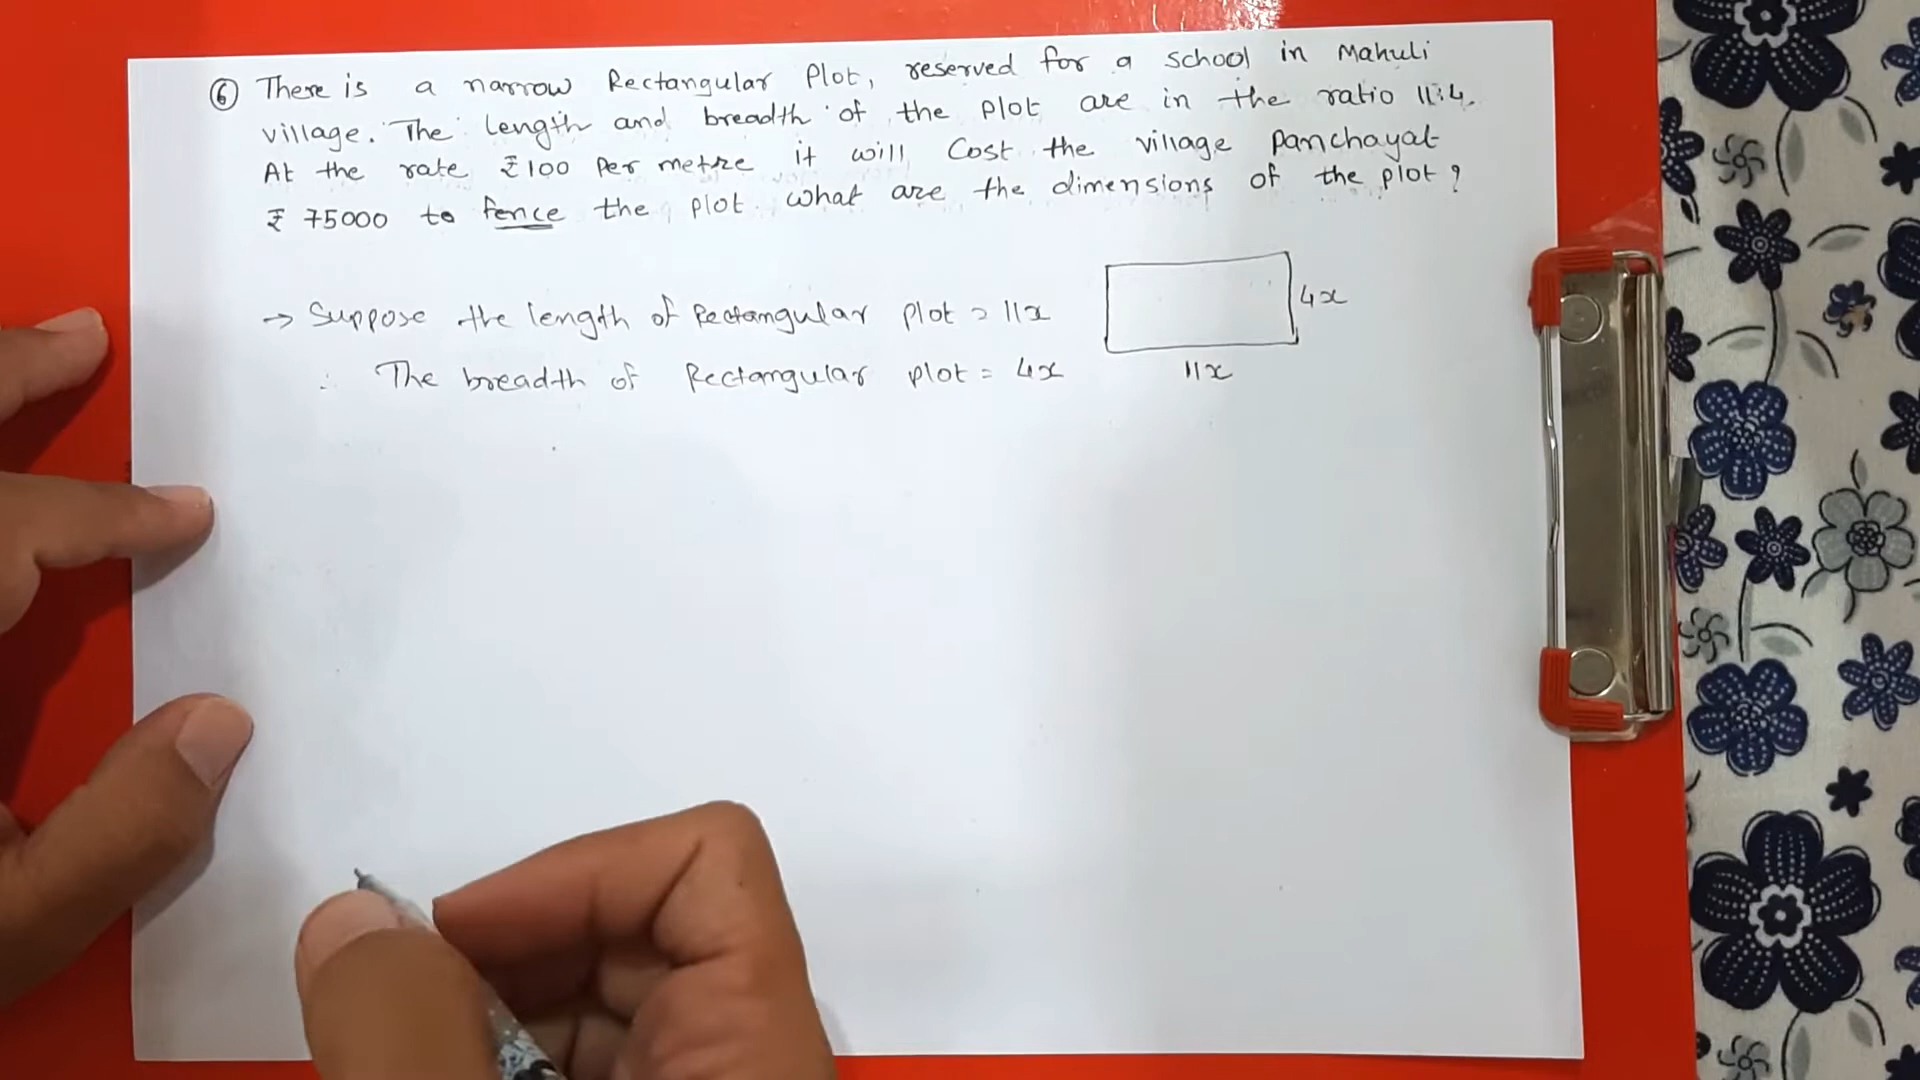 ⑥ There is a narrow Rectangular Plot, reserved for a school in Mahuli
village. The length and breadth of the plot are in the ratio 11:4.
At the rate ₹100 Per metre it will Cost the village panchayat
₹ 75000 to fence the plot. what are the dimensions of the plot?
→ Suppose the length of Rectangular plot = 11x
∴ The breadth of Rectangular plot = 4x
4x
11x